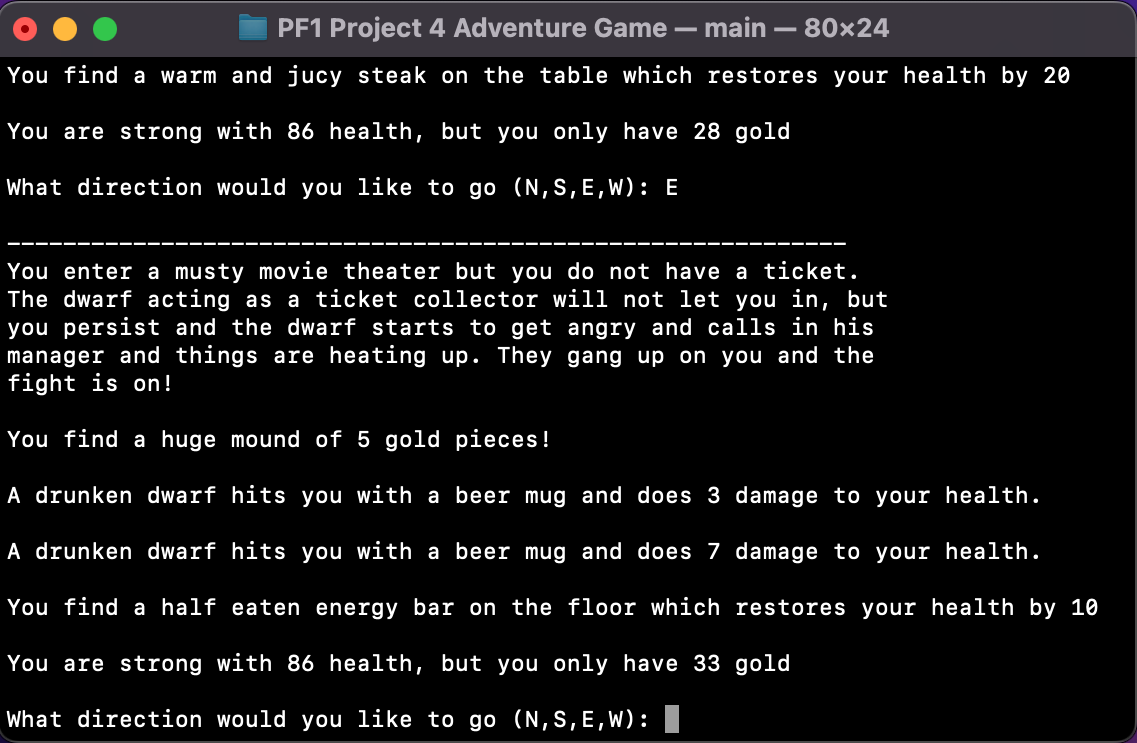 PF1 Project 4 Adventure Game — main — 80×24
You find a warm and jucy steak on the table which restores your health by 20
You are strong with 86 health, but you only have 28 gold
What direction would you like to go (N,S,E,W): E
____________________________________________________________
You enter a musty movie theater but you do not have a ticket.
The dwarf acting as a ticket collector will not let you in, but
you persist and the dwarf starts to get angry and calls in his
manager and things are heating up. They gang up on you and the
fight is on!
You find a huge mound of 5 gold pieces!
A drunken dwarf hits you with a beer mug and does 3 damage to your health.
A drunken dwarf hits you with a beer mug and does 7 damage to your health.
You find a half eaten energy bar on the floor which restores your health by 10
You are strong with 86 health, but you only have 33 gold
What direction would you like to go (N,S,E,W):